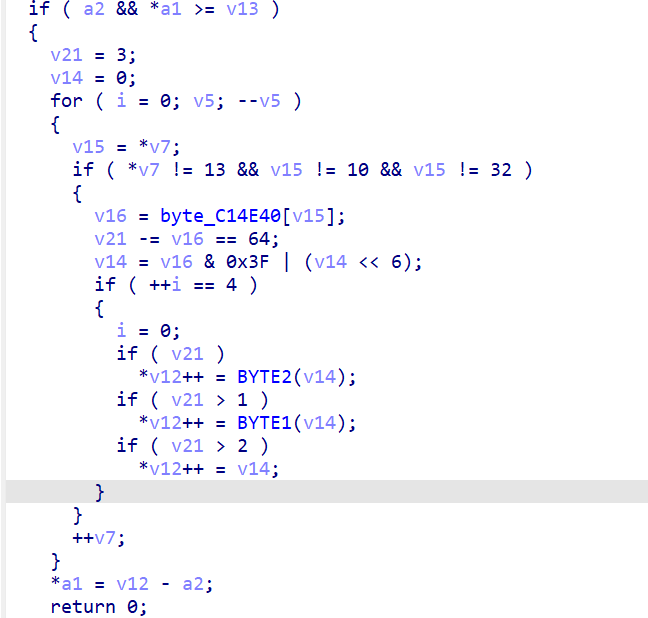 if ( a2 && *a1 >= v13 )
{
v21 = 3;
v14 = 0;
for ( i = 0; v5; --v5 )
{
v15 = *v7;
if ( *v7 != 13 && v15 != 10 && v15 != 32 )
{
v16 = byte_C14E40[v15];
v21 -= v16 == 64;
v14 = v16 & 0x3F | (v14 << 6);
if ( ++i == 4 )
{
i = 0;
if ( v21 )
*v12++ = BYTE2(v14);
if ( v21 > 1 )
*v12++ = BYTE1(v14);
if ( v21 > 2 )
*v12++ = v14;
}
}
++v7;
}
*a1 = v12 - a2;
return 0;